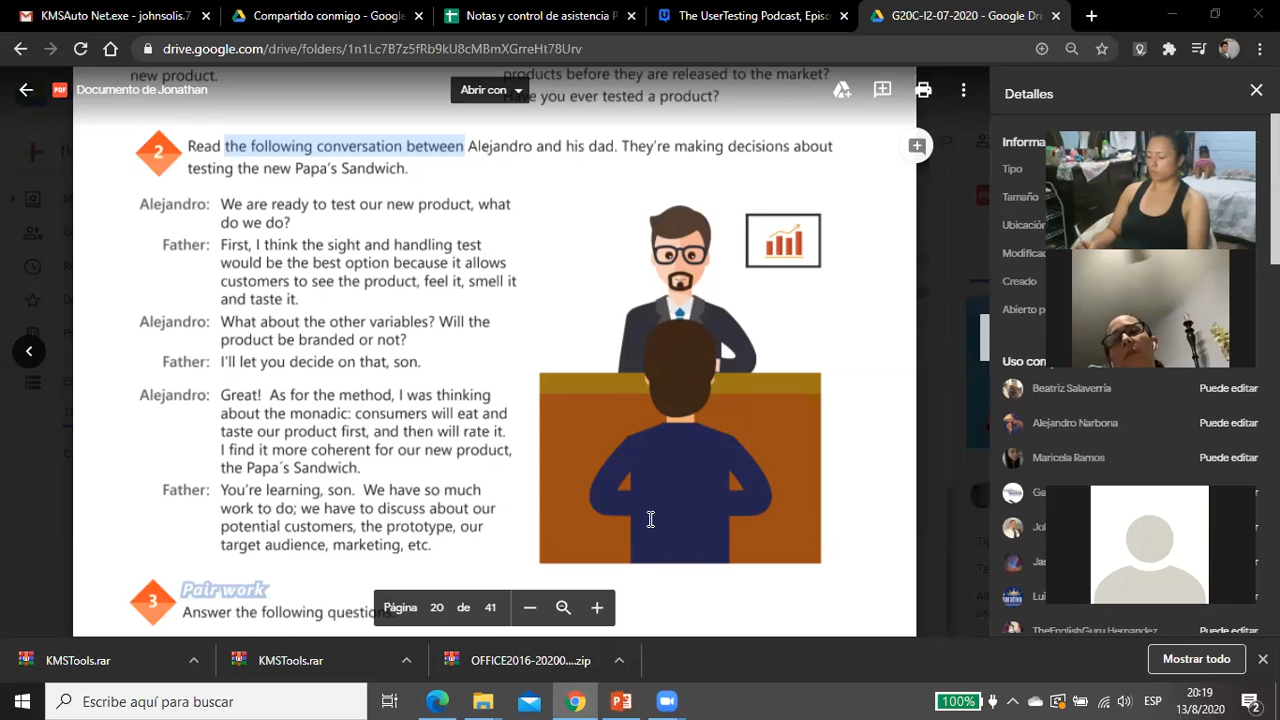 KMSAuto Net.exe - johnsolis.7
Compartido conmigo - Google
Notas y control de asistencia P
The UserTesting Podcast, Episo
G20C-I2-07-2020 - Google Drive
drive.google.com/drive/folders/1n1Lc7B7z5fRb9kU8cMBmXGrreHt78Urv
new product.
products before they are released to the market?
Have you ever tested a product?
PDF
Documento de Jonathan
Abrir con
Detalles
2
Read the following conversation between Alejandro and his dad. They're making decisions about
testing the new Papa's Sandwich.
Alejandro: We are ready to test our new product, what
do we do?
Father: First, I think the sight and handling test
would be the best option because it allows
customers to see the product, feel it, smell it
and taste it.
Alejandro: What about the other variables? Will the
product be branded or not?
Father: I'll let you decide on that, son.
Alejandro: Great! As for the method, I was thinking
about the monadic: consumers will eat and
taste our product first, and then will rate it.
I find it more coherent for our new product,
the Papa´s Sandwich.
Father: You're learning, son. We have so much
work to do; we have to discuss about our
potential customers, the prototype, our
target audience, marketing, etc.
3
Pair work
Answer the following questions
Página 20 de 41
Informa
Tipo
Tamaño
Ubicación
Modificad
Creado
Abierto po
Uso con
Beatriz Salaverria Puede editar
Alejandro Narbona Puede editar
Maricela Ramos Puede editar
TheEnglishGuru Hernandez Puede editar
KMSTools.rar
KMSTools.rar
OFFICE2016-20200....zip
Mostrar todo
Escribe aquí para buscar
100%
ESP
20:19
13/8/2020
2